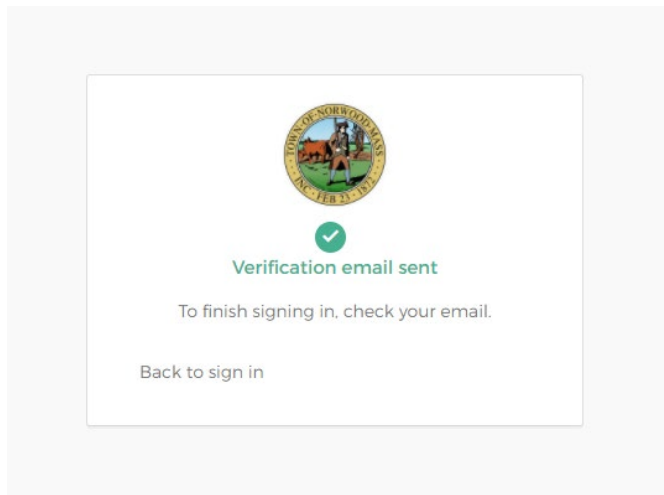 TOWN·OF·NORWOOD·MASS
INC·FEB 23·1872
Verification email sent
To finish signing in, check your email.
Back to sign in